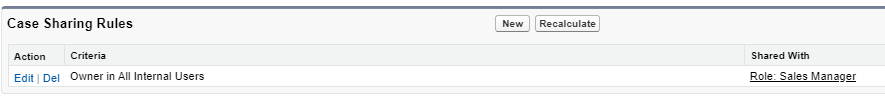 Case Sharing Rules New Recalculate
Action Criteria Shared With
Edit | Del Owner in All Internal Users Role: Sales Manager